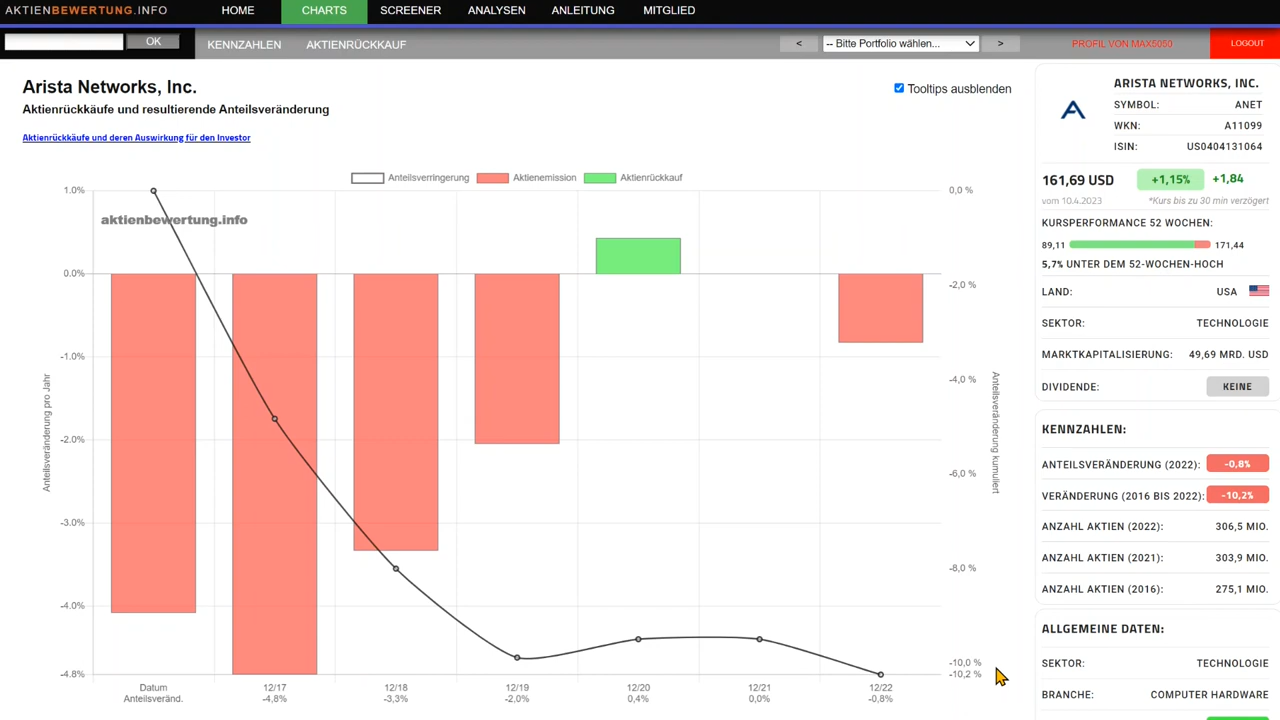 AKTIENBEWERTUNG.INFO
HOME
CHARTS
SCREENER
ANALYSEN
ANLEITUNG
MITGLIED
OK
KENNZAHLEN
AKTIENRÜCKKAUF
<
-- Bitte Portfolio wählen...
>
PROFIL VON MAX5050
LOGOUT
Arista Networks, Inc.
Aktienrückkäufe und resultierende Anteilsveränderung
Tooltips ausblenden
Aktienrückkäufe und deren Auswirkung für den Investor
Anteilsverringerung
Aktienemission
Aktienrückkauf
aktienbewertung.info
1.0%
0.0%
-1.0%
-2.0%
-3.0%
-4.0%
-4.8%
Anteilsveränderung pro Jahr
0,0 %
-2,0 %
-4,0 %
-6,0 %
-8,0 %
-10,0 %
-10,2 %
Anteilsveränderung kumuliert
Datum
Anteilsveränd.
12/17
-4,8%
12/18
-3,3%
12/19
-2,0%
12/20
0,4%
12/21
0,0%
12/22
-0,8%
ARISTA NETWORKS, INC.
SYMBOL: ANET
WKN: A11099
ISIN: US0404131064
161,69 USD +1,15% +1,84
vom 10.4.2023 *Kurs bis zu 30 min verzögert
KURSPERFORMANCE 52 WOCHEN:
89,11 171,44
5,7% UNTER DEM 52-WOCHEN-HOCH
LAND: USA
SEKTOR: TECHNOLOGIE
MARKTKAPITALISIERUNG: 49,69 MRD. USD
DIVIDENDE: KEINE
KENNZAHLEN:
ANTEILSVERÄNDERUNG (2022): -0,8%
VERÄNDERUNG (2016 BIS 2022): -10,2%
ANZAHL AKTIEN (2022): 306,5 MIO.
ANZAHL AKTIEN (2021): 303,9 MIO.
ANZAHL AKTIEN (2016): 275,1 MIO.
ALLGEMEINE DATEN:
SEKTOR: TECHNOLOGIE
BRANCHE: COMPUTER HARDWARE